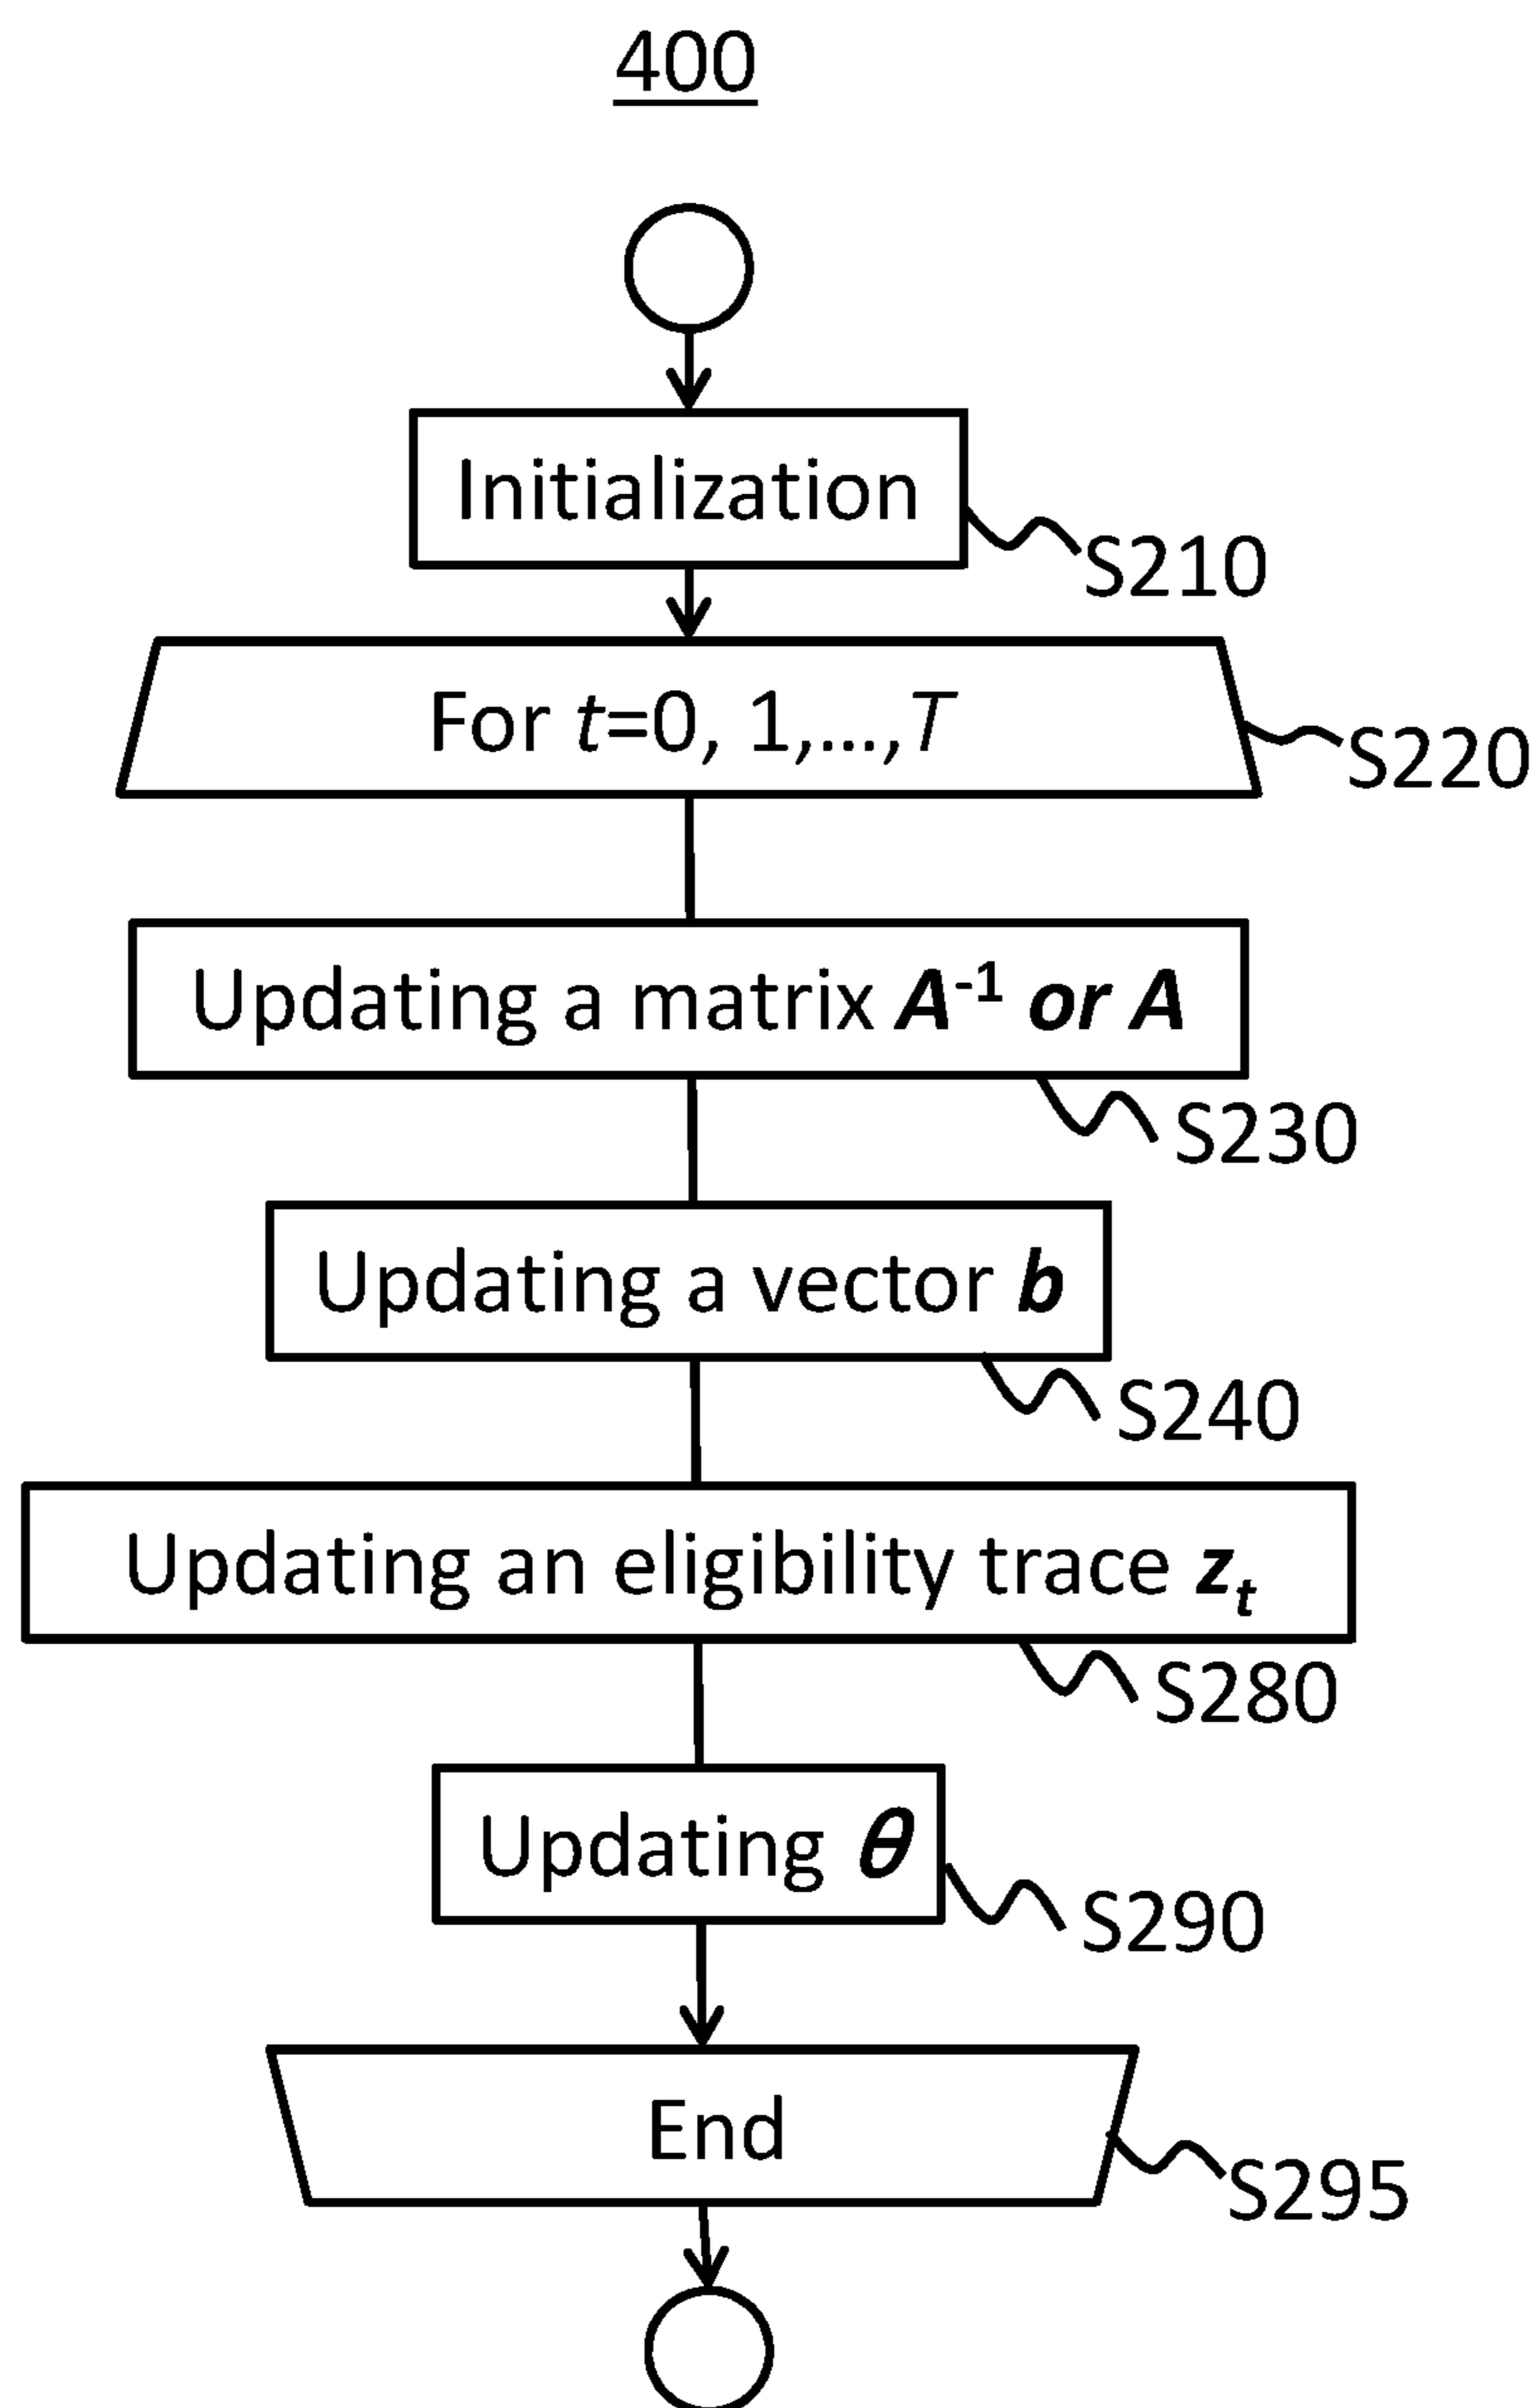 400
Initialization
S210
For t=0, 1,...,T
S220
Updating a matrix A⁻¹ or A
S230
Updating a vector b
S240
Updating an eligibility trace zₜ
S280
Updating θ
S290
End
S295